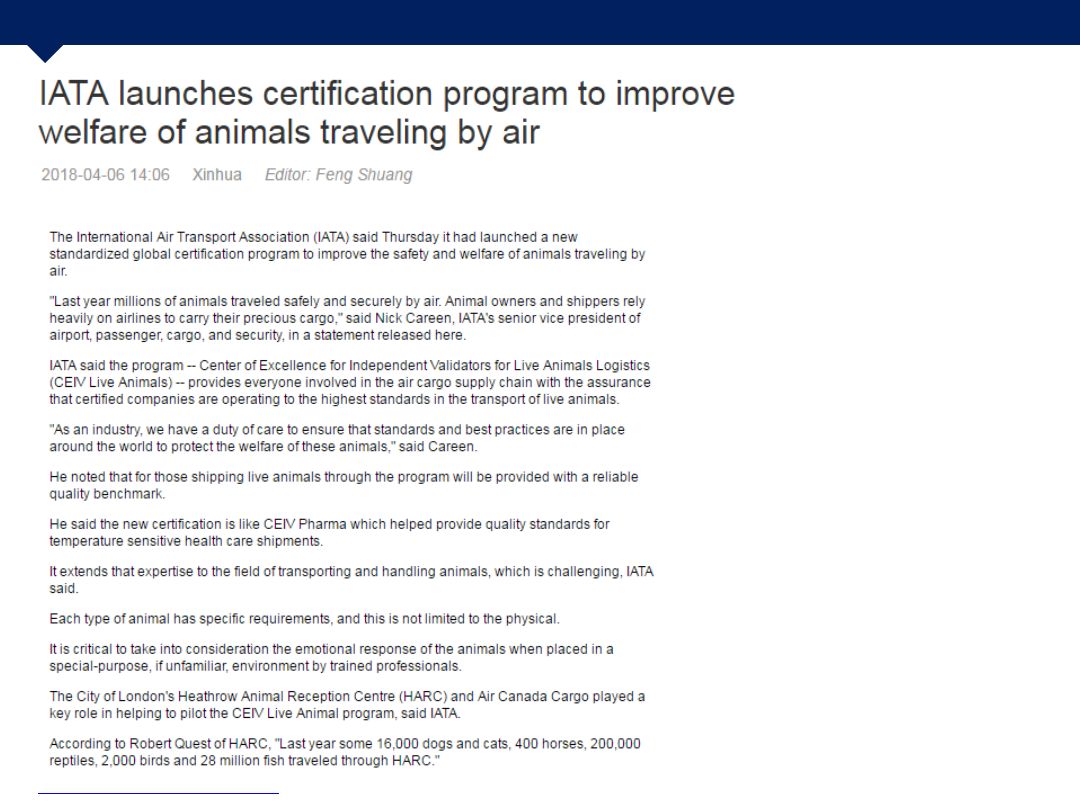 IATA launches certification program to improve
welfare of animals traveling by air
2018-04-06 14:06 Xinhua Editor: Feng Shuang
The International Air Transport Association (IATA) said Thursday it had launched a new
standardized global certification program to improve the safety and welfare of animals traveling by
air.
"Last year millions of animals traveled safely and securely by air. Animal owners and shippers rely
heavily on airlines to carry their precious cargo," said Nick Careen, IATA's senior vice president of
airport, passenger, cargo, and security, in a statement released here.
IATA said the program -- Center of Excellence for Independent Validators for Live Animals Logistics
(CEIV Live Animals) -- provides everyone involved in the air cargo supply chain with the assurance
that certified companies are operating to the highest standards in the transport of live animals.
"As an industry, we have a duty of care to ensure that standards and best practices are in place
around the world to protect the welfare of these animals," said Careen.
He noted that for those shipping live animals through the program will be provided with a reliable
quality benchmark.
He said the new certification is like CEIV Pharma which helped provide quality standards for
temperature sensitive health care shipments.
It extends that expertise to the field of transporting and handling animals, which is challenging, IATA
said.
Each type of animal has specific requirements, and this is not limited to the physical.
It is critical to take into consideration the emotional response of the animals when placed in a
special-purpose, if unfamiliar, environment by trained professionals.
The City of London's Heathrow Animal Reception Centre (HARC) and Air Canada Cargo played a
key role in helping to pilot the CEIV Live Animal program, said IATA.
According to Robert Quest of HARC, "Last year some 16,000 dogs and cats, 400 horses, 200,000
reptiles, 2,000 birds and 28 million fish traveled through HARC."